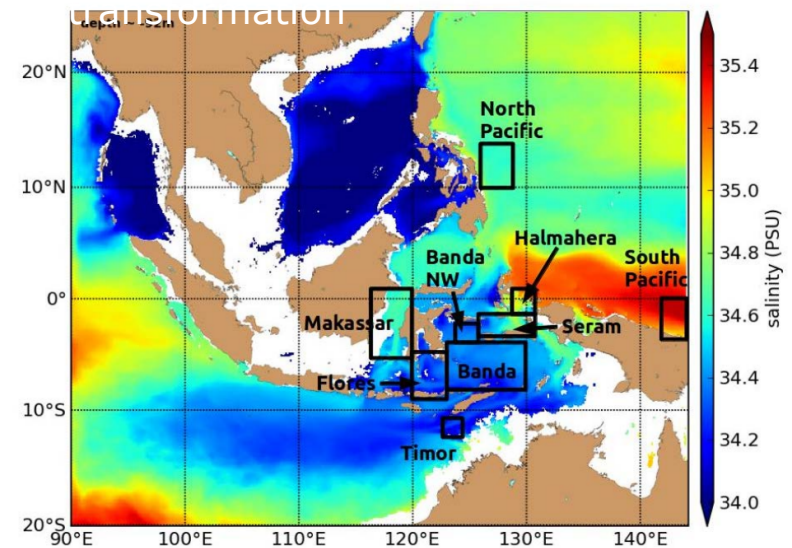 transformation
20°N
10°N
0°
10°S
20°S
90°E
100°E
110°E
120°E
130°E
140°E
North
Pacific
Halmahera
South
Pacific
Banda
NW
Makassar
Seram
Flores
Banda
Timor
35.4
35.2
35.0
34.8
34.6
34.4
34.2
34.0
salinity (PSU)